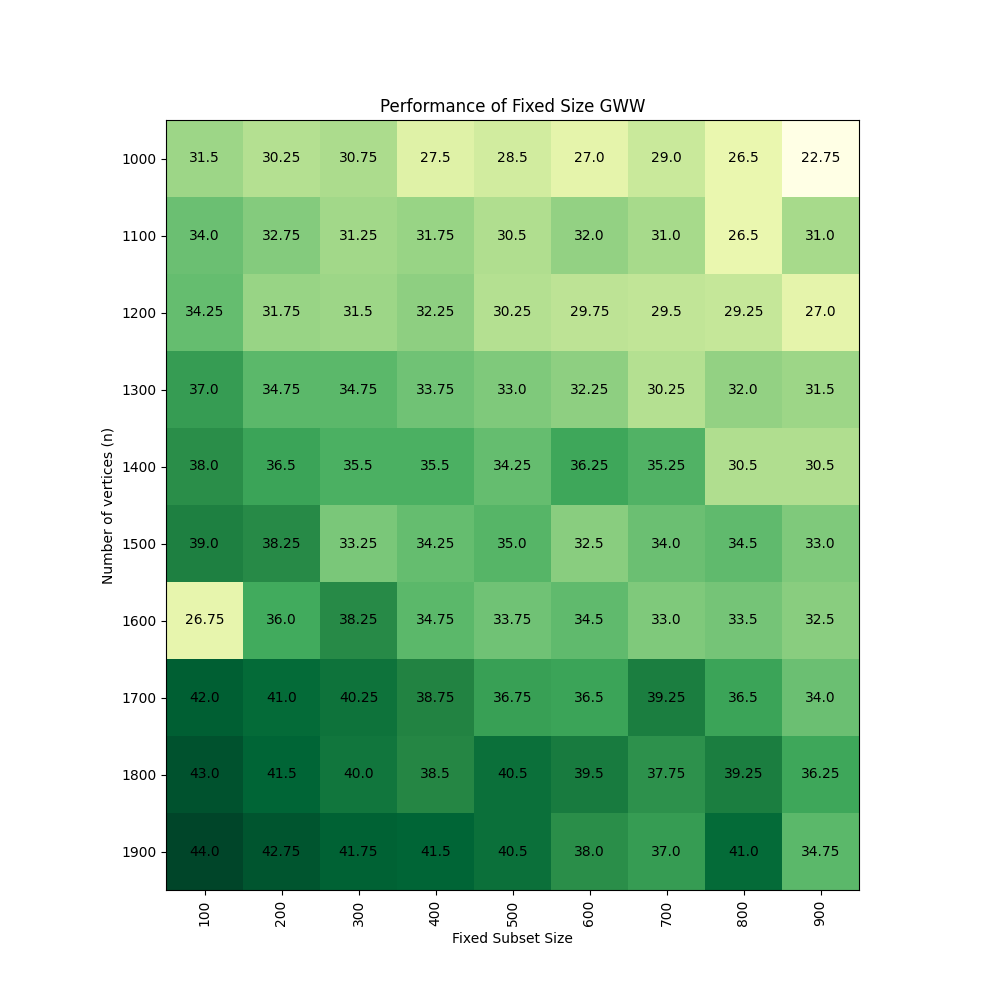 Performance of Fixed Size GWW
Number of vertices (n)
1000 31.5 30.25 30.75 27.5 28.5 27.0 29.0 26.5 22.75
1100 34.0 32.75 31.25 31.75 30.5 32.0 31.0 26.5 31.0
1200 34.25 31.75 31.5 32.25 30.25 29.75 29.5 29.25 27.0
1300 37.0 34.75 34.75 33.75 33.0 32.25 30.25 32.0 31.5
1400 38.0 36.5 35.5 35.5 34.25 36.25 35.25 30.5 30.5
1500 39.0 38.25 33.25 34.25 35.0 32.5 34.0 34.5 33.0
1600 26.75 36.0 38.25 34.75 33.75 34.5 33.0 33.5 32.5
1700 42.0 41.0 40.25 38.75 36.75 36.5 39.25 36.5 34.0
1800 43.0 41.5 40.0 38.5 40.5 39.5 37.75 39.25 36.25
1900 44.0 42.75 41.75 41.5 40.5 38.0 37.0 41.0 34.75
100 200 300 400 500 600 700 800 900
Fixed Subset Size